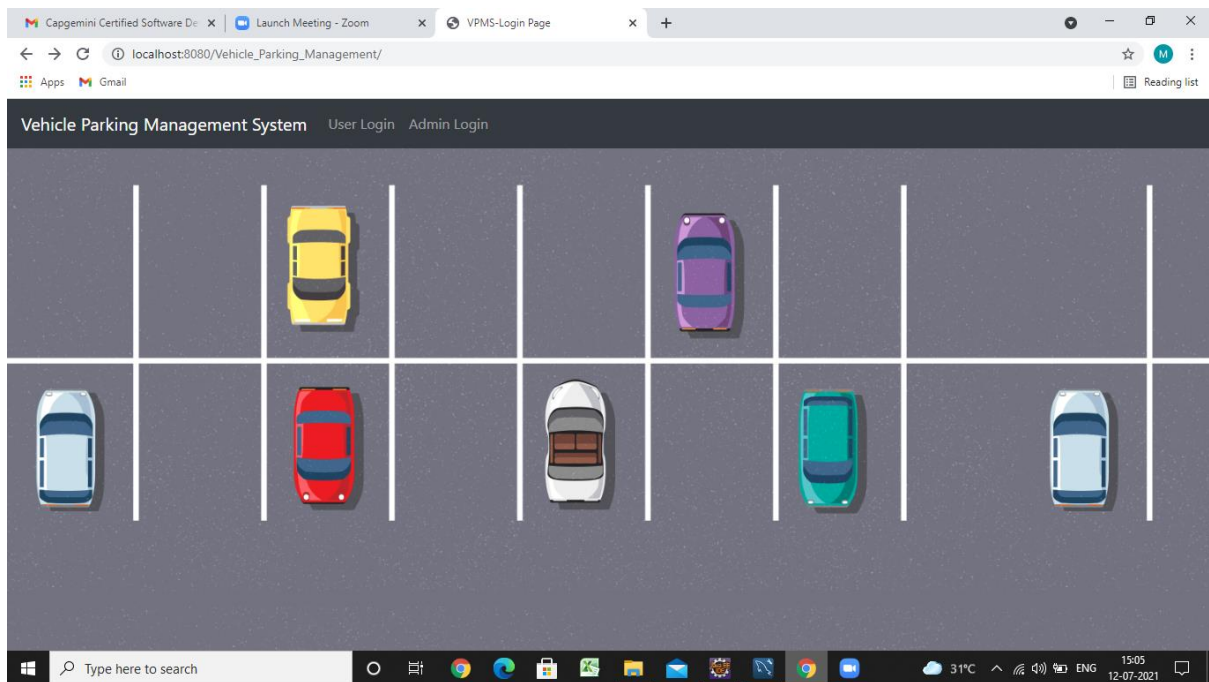 Capgemini Certified Software De
Launch Meeting - Zoom
VPMS-Login Page
localhost:8080/Vehicle_Parking_Management/
M
Apps
Gmail
Reading list
Vehicle Parking Management System User Login Admin Login
Type here to search
31°C
ENG
15:05
12-07-2021